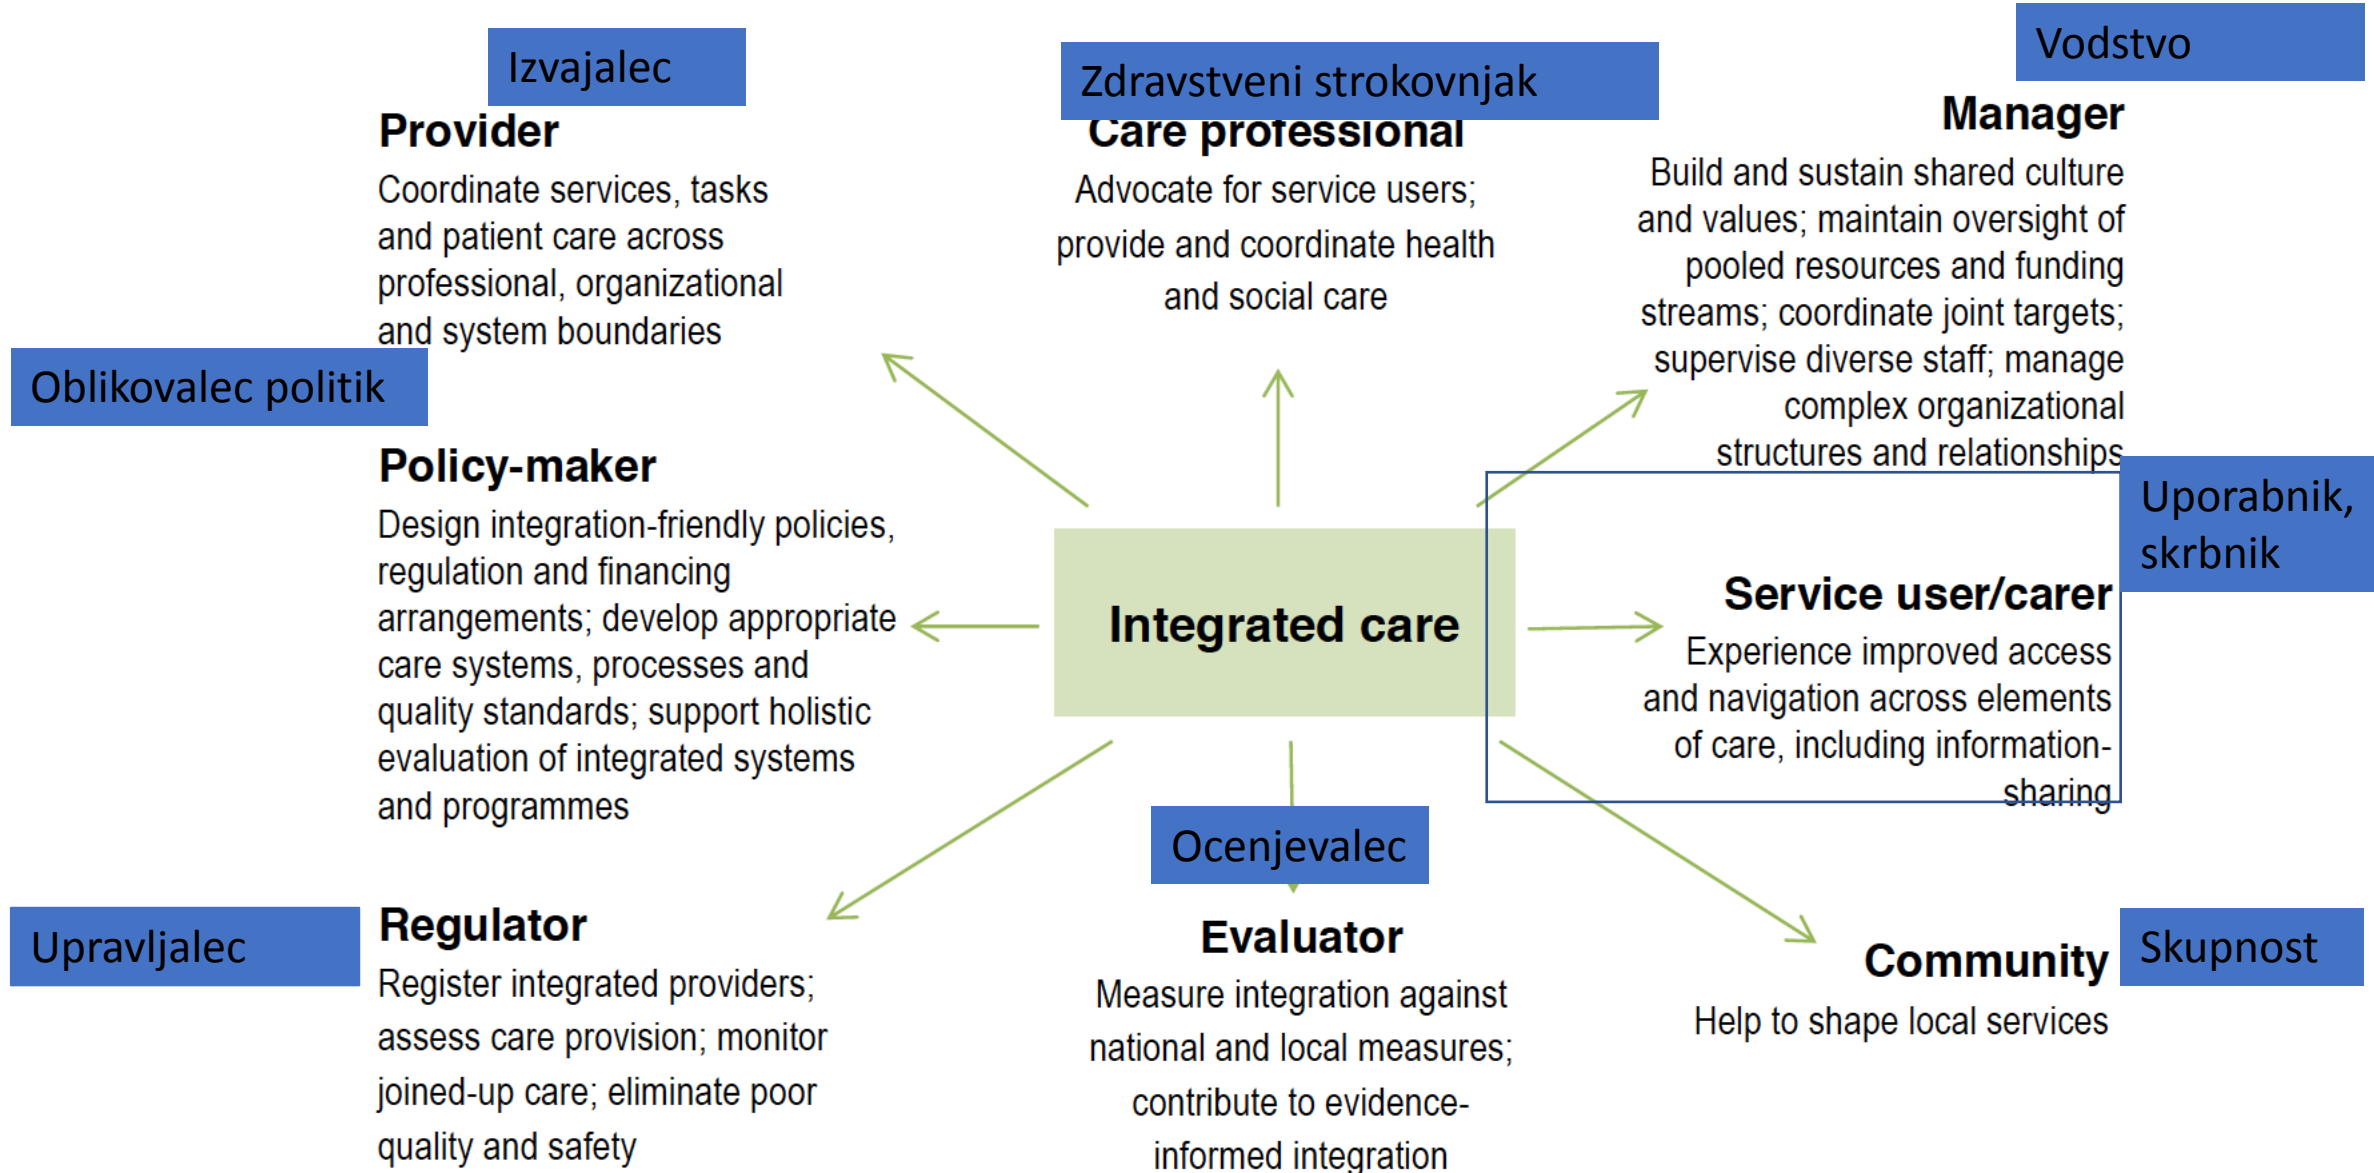 Izvajalec
Provider
Coordinate services, tasks
and patient care across
professional, organizational
and system boundaries
Zdravstveni strokovnjak
Care professional
Advocate for service users;
provide and coordinate health
and social care
Vodstvo
Manager
Build and sustain shared culture
and values; maintain oversight of
pooled resources and funding
streams; coordinate joint targets;
supervise diverse staff; manage
complex organizational
structures and relationships
Oblikovalec politik
Policy-maker
Design integration-friendly policies,
regulation and financing
arrangements; develop appropriate
care systems, processes and
quality standards; support holistic
evaluation of integrated systems
and programmes
Integrated care
Uporabnik,
skrbnik
Service user/carer
Experience improved access
and navigation across elements
of care, including information-
sharing
Upravljalec
Regulator
Register integrated providers;
assess care provision; monitor
joined-up care; eliminate poor
quality and safety
Ocenjevalec
Evaluator
Measure integration against
national and local measures;
contribute to evidence-
informed integration
Skupnost
Community
Help to shape local services